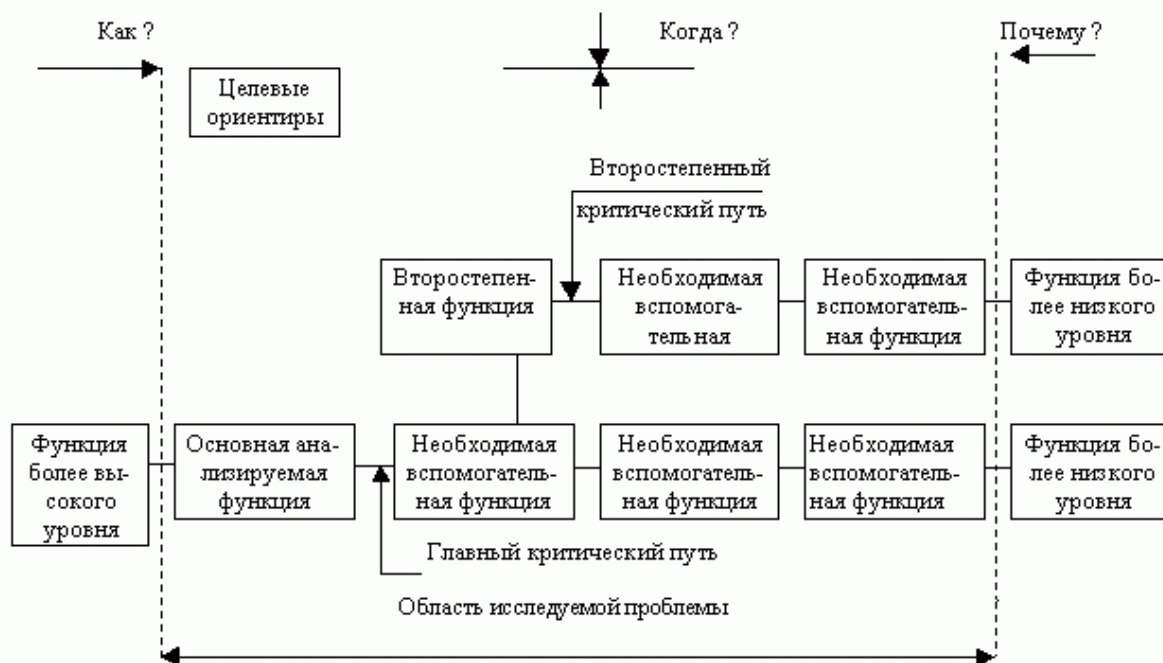 Как ?
Когда ?
Почему ?
Целевые
ориентиры
Второстепенный
критический путь
Второстепен-
ная функция
Необходимая
вспомога-
тельная
Необходимая
вспомогатель-
ная функция
Функция бо-
лее низкого
уровня
Функция
более вы-
сокого
уровня
Основная ана-
лизируемая
функция
Необходимая
вспомогатель-
ная функция
Необходимая
вспомогатель-
ная функция
Необходимая
вспомогатель-
ная функция
Функция бо-
лее низкого
уровня
Главный критический путь
Область исследуемой проблемы